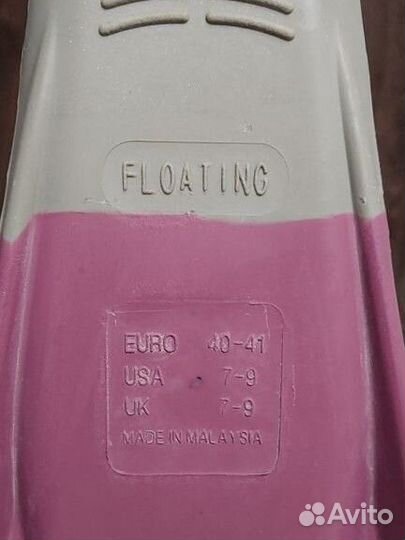 FLOATING
EURO 40-41
USA 7-9
UK 7-9
MADE IN MALAYSIA
Avito